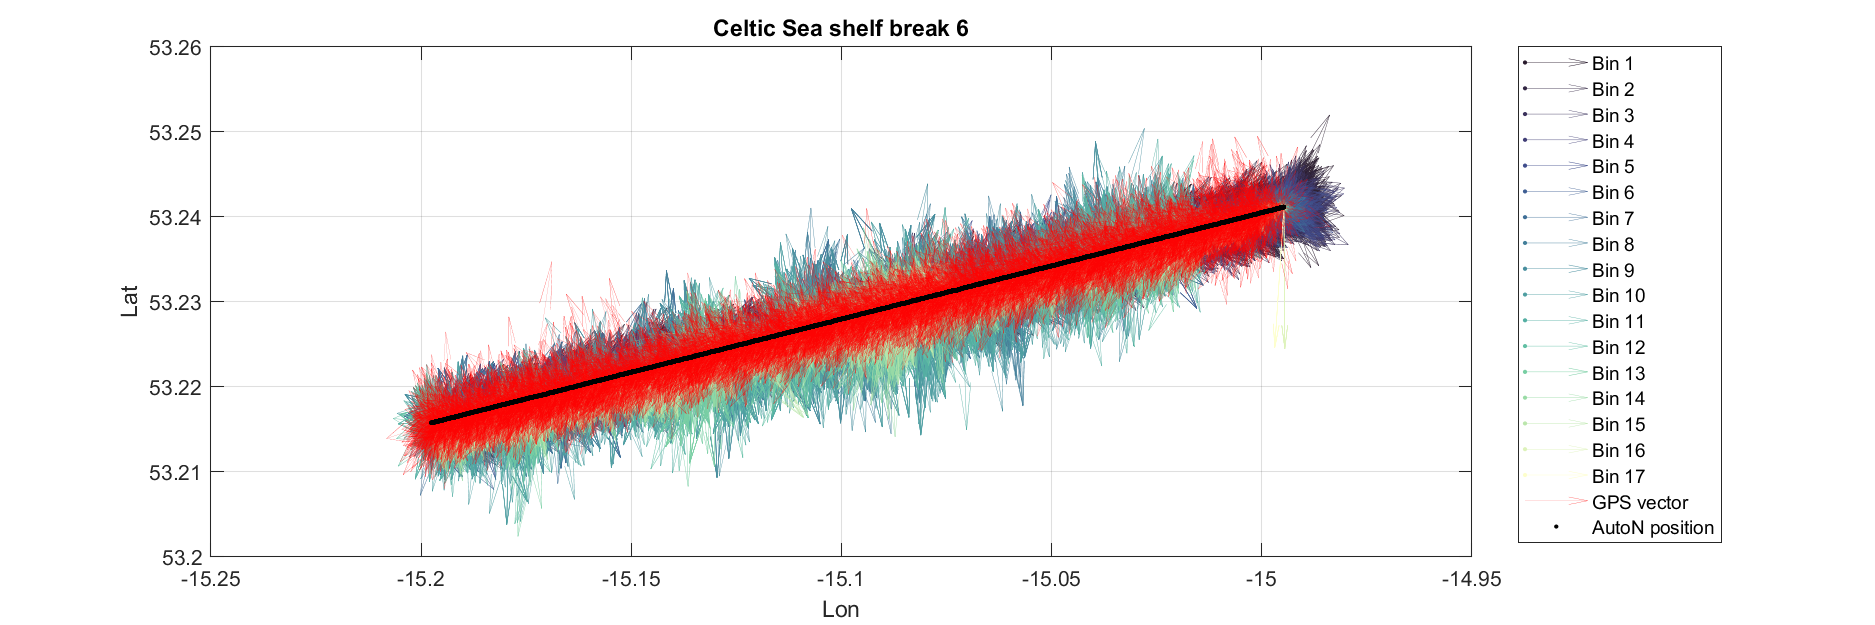 Celtic Sea shelf break 6
53.26
53.25
53.24
53.23
53.22
53.21
53.2
Lat
-15.25
-15.2
-15.15
-15.1
-15.05
-15
-14.95
Lon
Bin 1
Bin 2
Bin 3
Bin 4
Bin 5
Bin 6
Bin 7
Bin 8
Bin 9
Bin 10
Bin 11
Bin 12
Bin 13
Bin 14
Bin 15
Bin 16
Bin 17
GPS vector
AutoN position